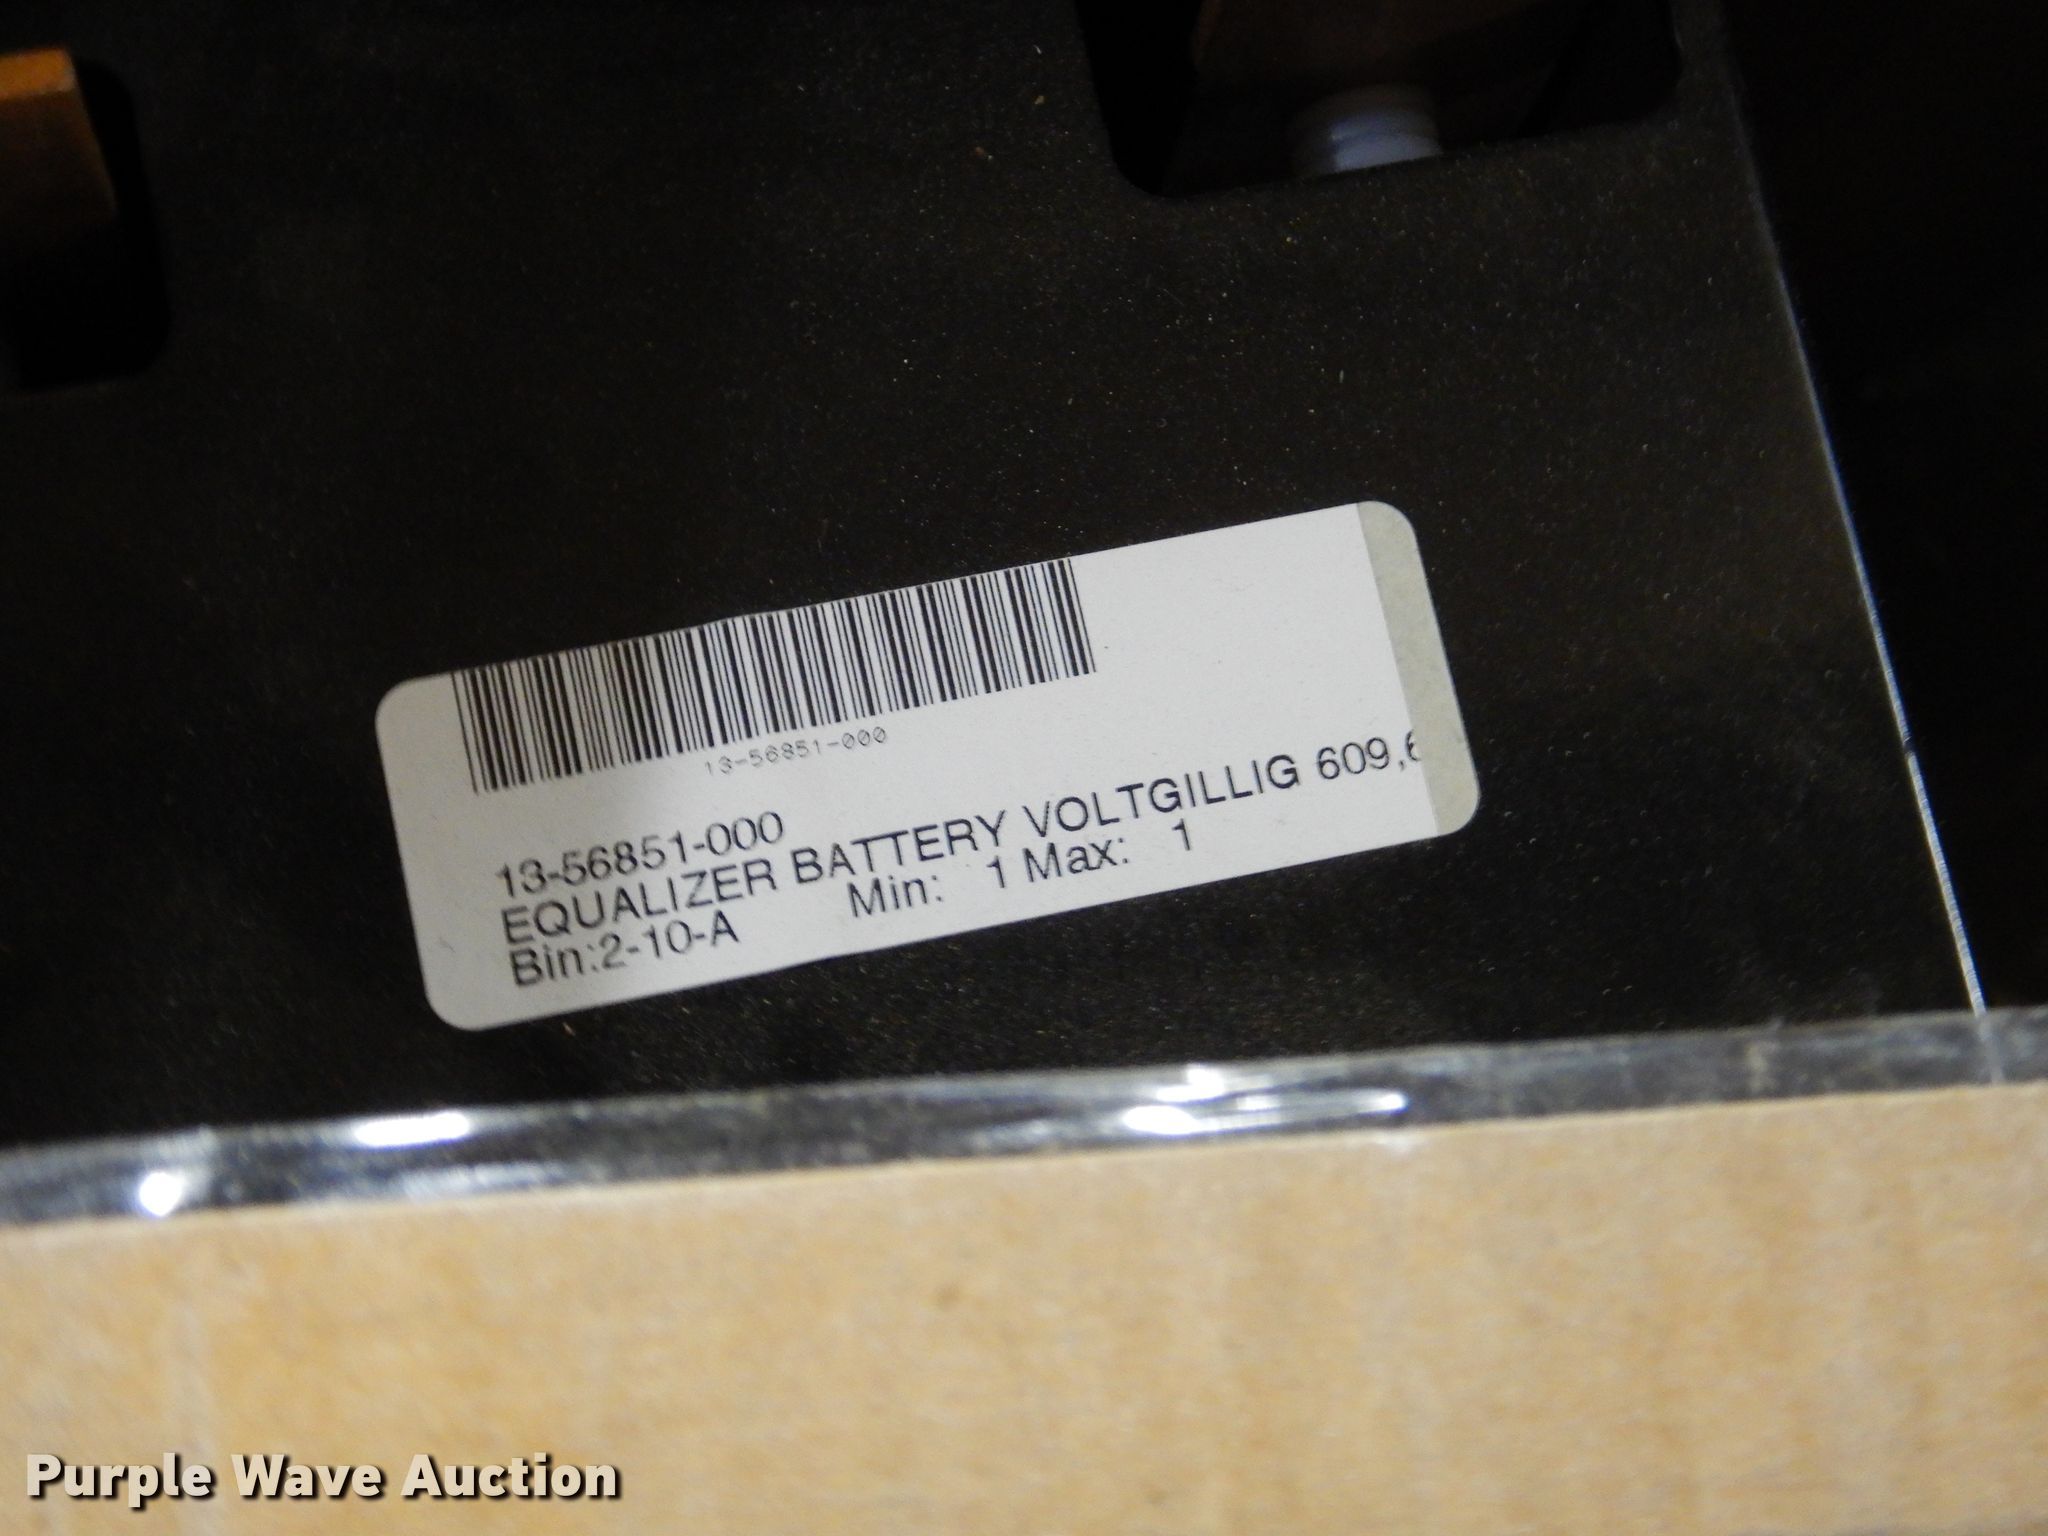 13-56851-000
13-56851-000
EQUALIZER BATTERY VOLTGILLIG 609,6
Bin:2-10-A Min: 1 Max: 1
Purple Wave Auction